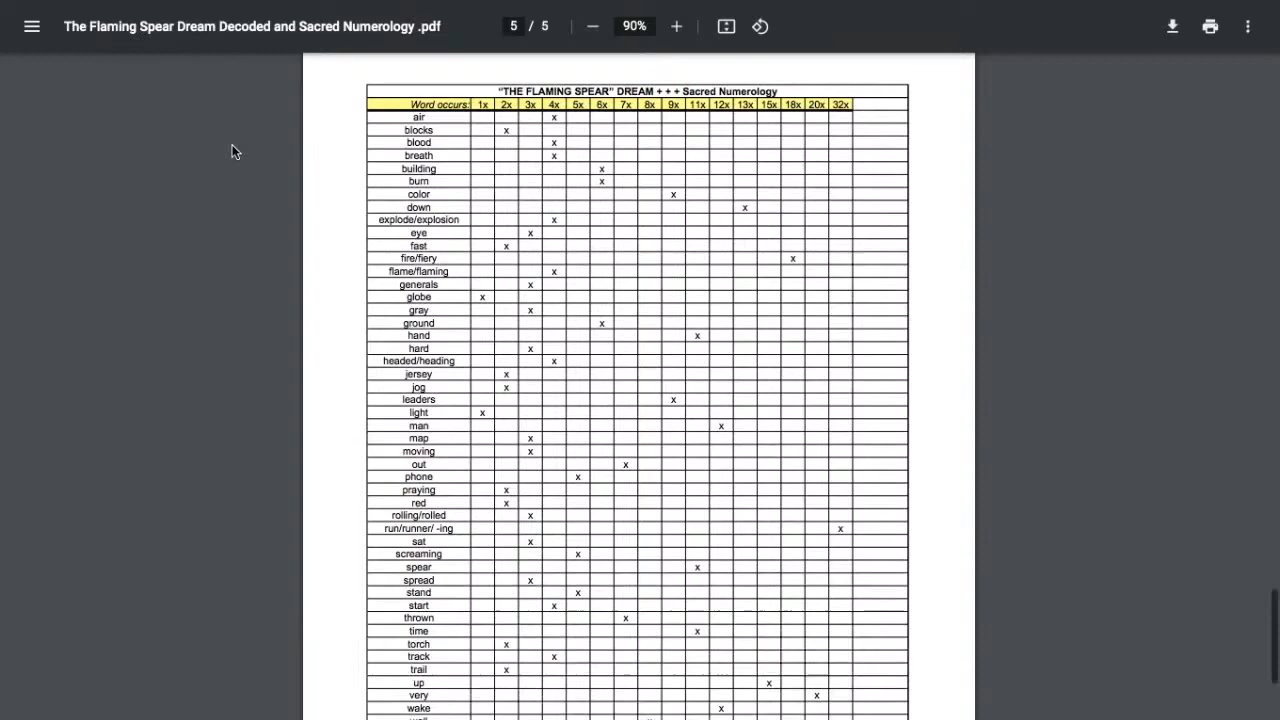 The Flaming Spear Dream Decoded and Sacred Numerology .pdf 5 / 5 90%
"THE FLAMING SPEAR" DREAM + + + Sacred Numerology
Word occurs: 1x 2x 3x 4x 5x 6x 7x 8x 9x 11x 12x 13x 15x 18x 20x 32x
air x
blocks x
blood x
breath x
building x
burn x
color x
down x
explode/explosion x
eye x
fast x
fire/fiery x
flame/flaming x
generals x
globe x
gray x
ground x
hand x
hard x
headed/heading x
jersey x
jog x
leaders x
light x
man x
map x
moving x
out x
phone x
praying x
red x
rolling/rolled x
run/runner/ -ing x
sat x
screaming x
spear x
spread x
stand x
start x
thrown x
time x
torch x
track x
trail x
up x
very x
wake x